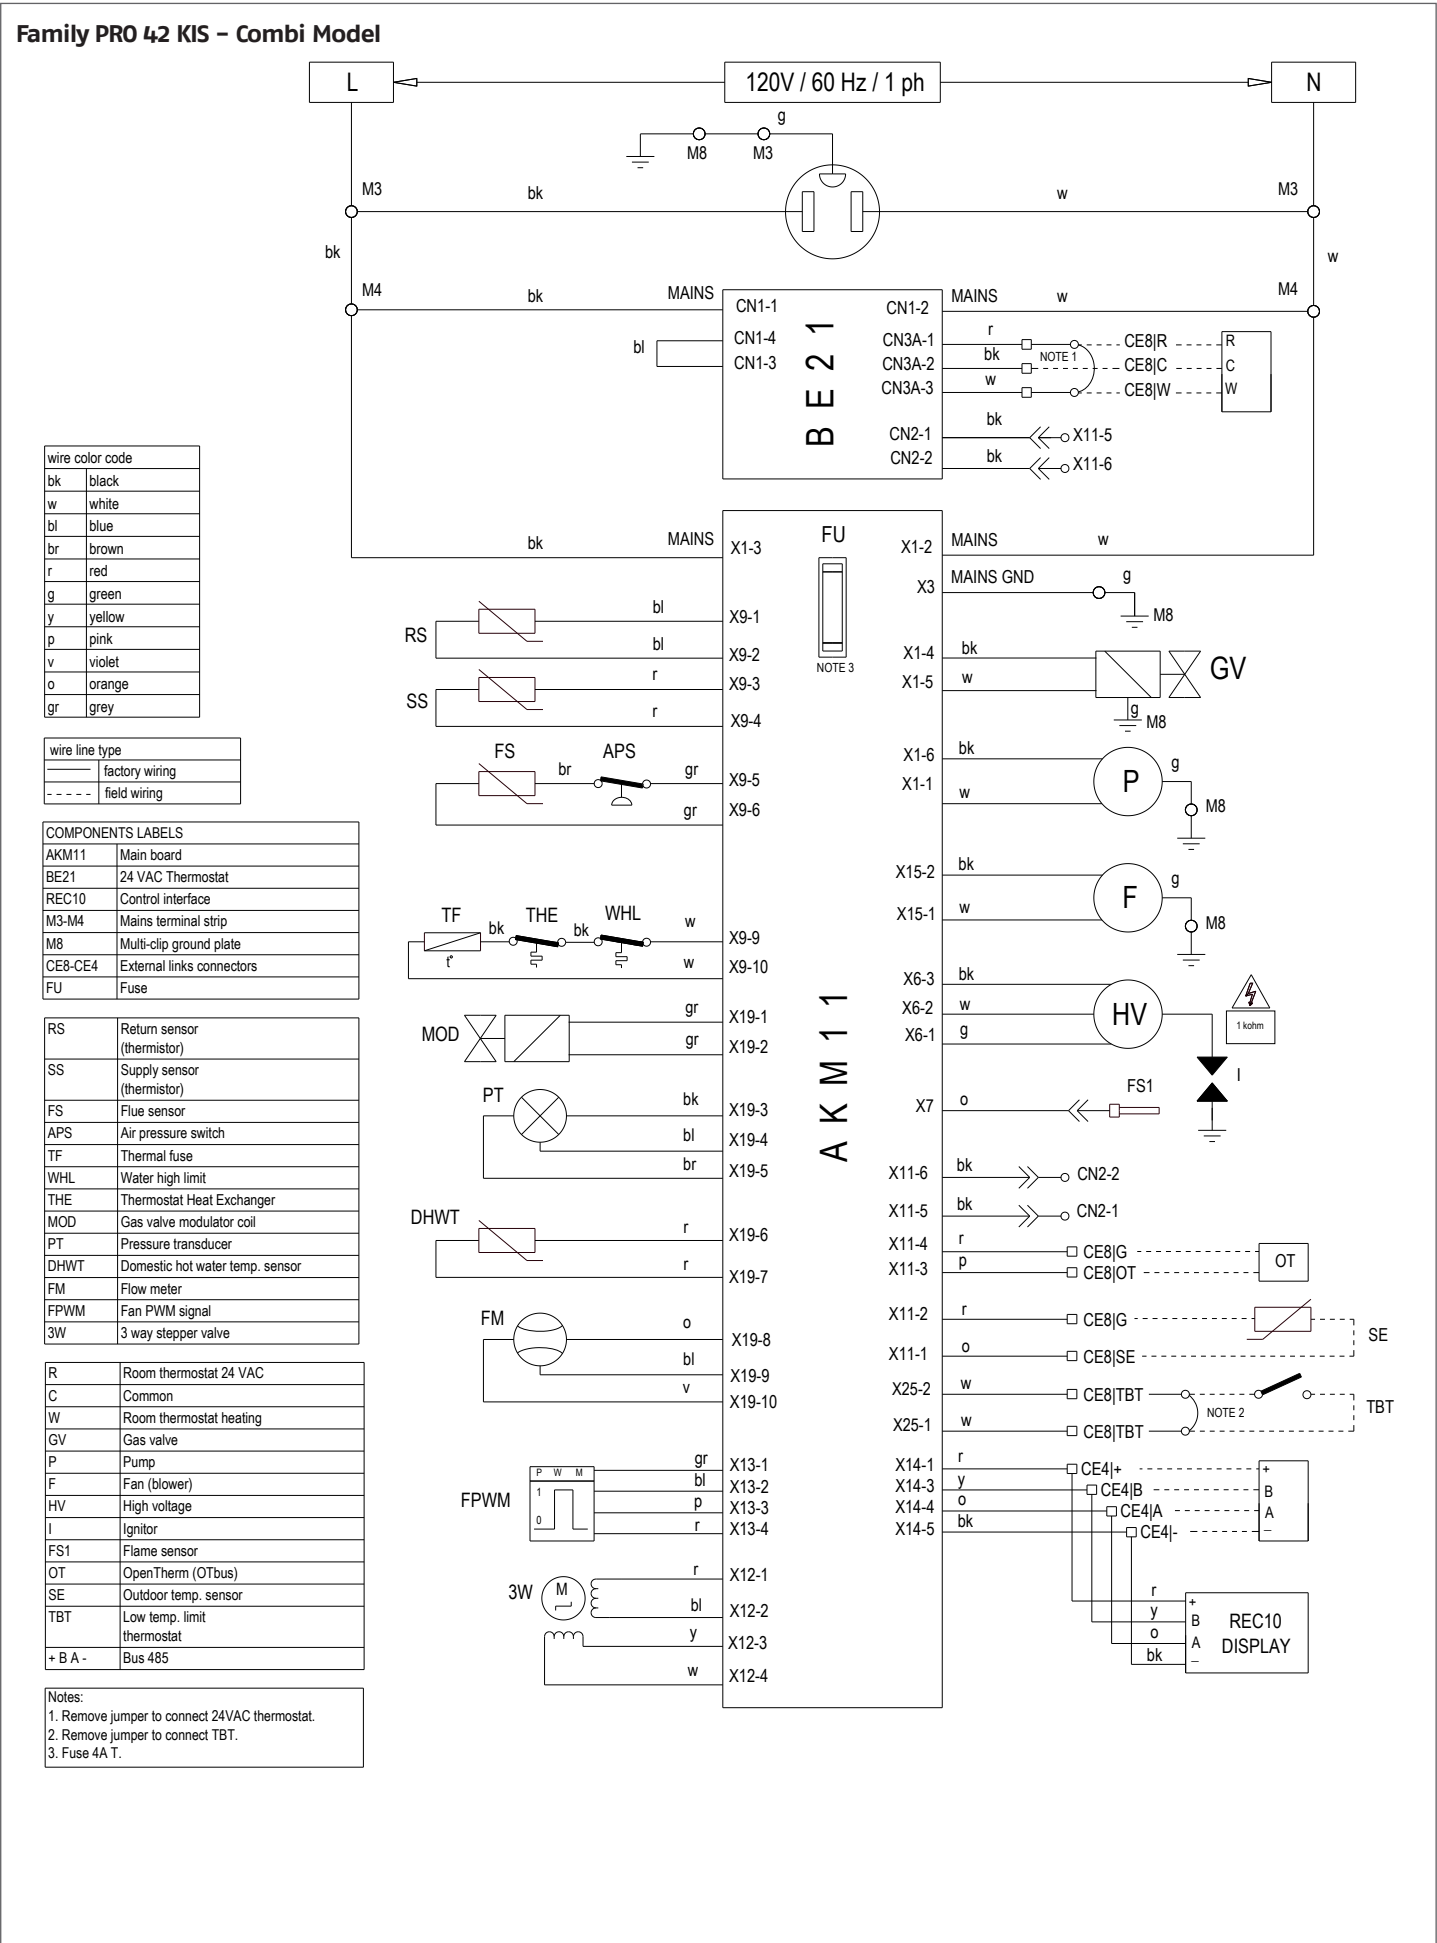 Family PRO 42 KIS – Combi Model
L
120V / 60 Hz / 1 ph
N
g
M8 M3
M3 bk w M3
bk w
M4 bk MAINS CN1-1 CN1-2 MAINS w M4
BE21
bl CN1-4
CN1-3
CN3A-1 r CE8|R R
CN3A-2 bk NOTE 1 CE8|C C
CN3A-3 w CE8|W W
CN2-1 bk X11-5
CN2-2 bk X11-6
wire color code
bk black
w white
bl blue
br brown
r red
g green
y yellow
p pink
v violet
o orange
gr grey
wire line type
factory wiring
field wiring
COMPONENTS LABELS
AKM11 Main board
BE21 24 VAC Thermostat
REC10 Control interface
M3-M4 Mains terminal strip
M8 Multi-clip ground plate
CE8-CE4 External links connectors
FU Fuse
RS Return sensor
(thermistor)
SS Supply sensor
(thermistor)
FS Flue sensor
APS Air pressure switch
TF Thermal fuse
WHL Water high limit
THE Thermostat Heat Exchanger
MOD Gas valve modulator coil
PT Pressure transducer
DHWT Domestic hot water temp. sensor
FM Flow meter
FPWM Fan PWM signal
3W 3 way stepper valve
R Room thermostat 24 VAC
C Common
W Room thermostat heating
GV Gas valve
P Pump
F Fan (blower)
HV High voltage
I Ignitor
FS1 Flame sensor
OT OpenTherm (OTbus)
SE Outdoor temp. sensor
TBT Low temp. limit
thermostat
+ B A - Bus 485
Notes:
1. Remove jumper to connect 24VAC thermostat.
2. Remove jumper to connect TBT.
3. Fuse 4A T.
bk MAINS X1-3
FU
NOTE 3
AKM11
RS bl X9-1
bl X9-2
SS r X9-3
r X9-4
FS br APS gr X9-5
gr X9-6
TF bk THE bk WHL w X9-9
t° w X9-10
MOD gr X19-1
gr X19-2
PT bk X19-3
bl X19-4
br X19-5
DHWT r X19-6
r X19-7
FM o X19-8
bl X19-9
v X19-10
FPWM P W M 1 0
gr X13-1
bl X13-2
p X13-3
r X13-4
3W M r X12-1
bl X12-2
y X12-3
w X12-4
X1-2 MAINS w
X3 MAINS GND g M8
X1-4 bk GV
X1-5 w
g M8
X1-6 bk P g
X1-1 w M8
X15-2 bk F g
X15-1 w M8
X6-3 bk
X6-2 w HV 1 kohm
X6-1 g
I
X7 o FS1
X11-6 bk CN2-2
X11-5 bk CN2-1
X11-4 r CE8|G OT
X11-3 p CE8|OT
X11-2 r CE8|G SE
X11-1 o CE8|SE
X25-2 w CE8|TBT NOTE 2 TBT
X25-1 w CE8|TBT
X14-1 r CE4|+ +
X14-3 y CE4|B B
X14-4 o CE4|A A
X14-5 bk CE4|- –
r +
y B REC10
o A DISPLAY
bk –